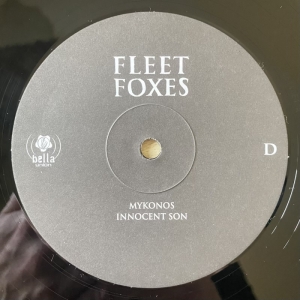 FLEET
FOXES
bella
D
MYKONOS
INNOCENT SON